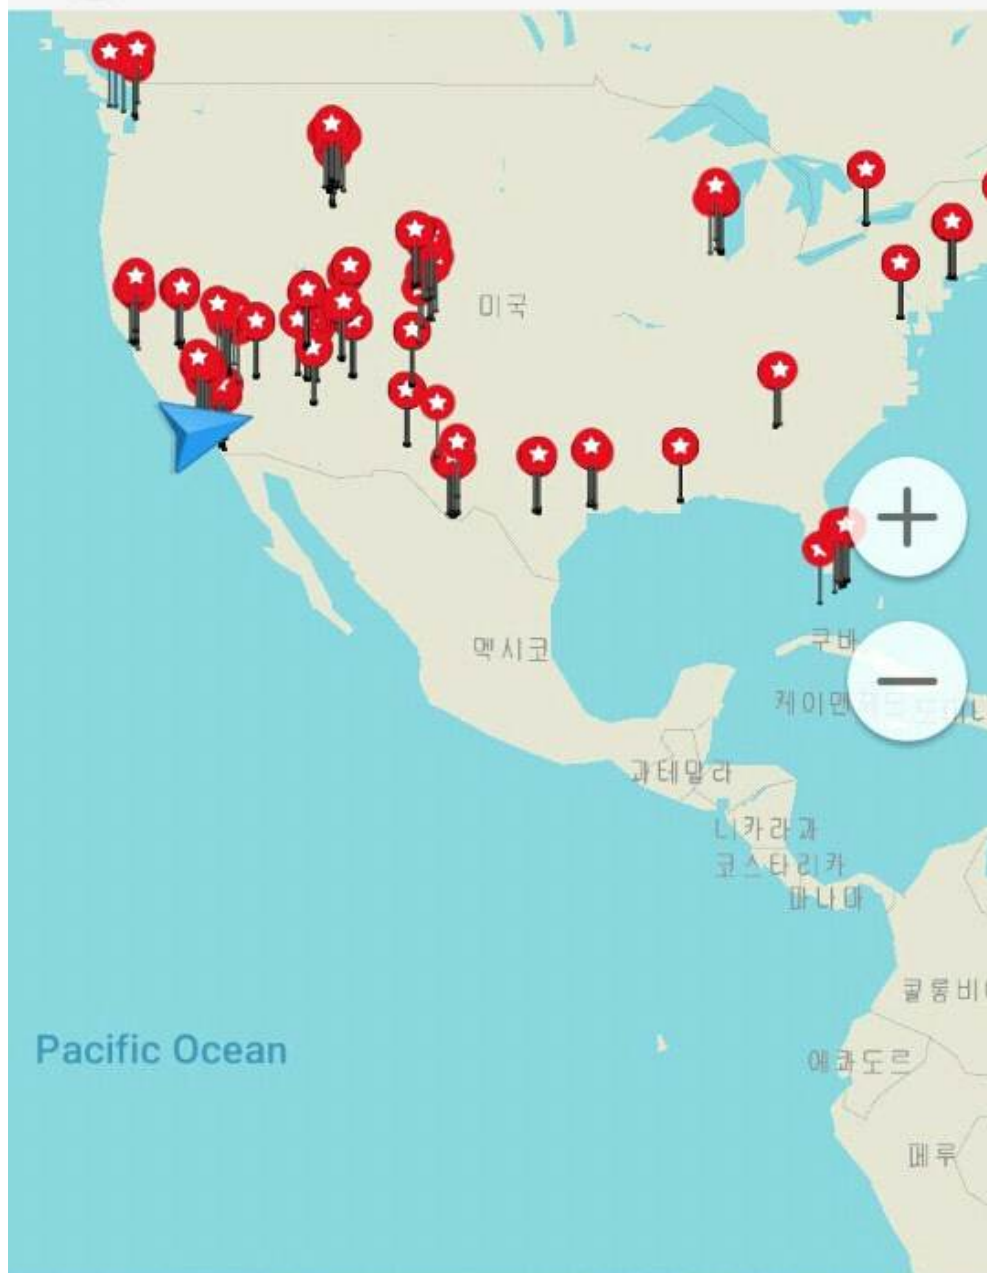 미국
멕시코
쿠바
케이맨
과테말라
니카라과
코스타리카
파나마
콜롬비
에콰도르
Pacific Ocean
페루